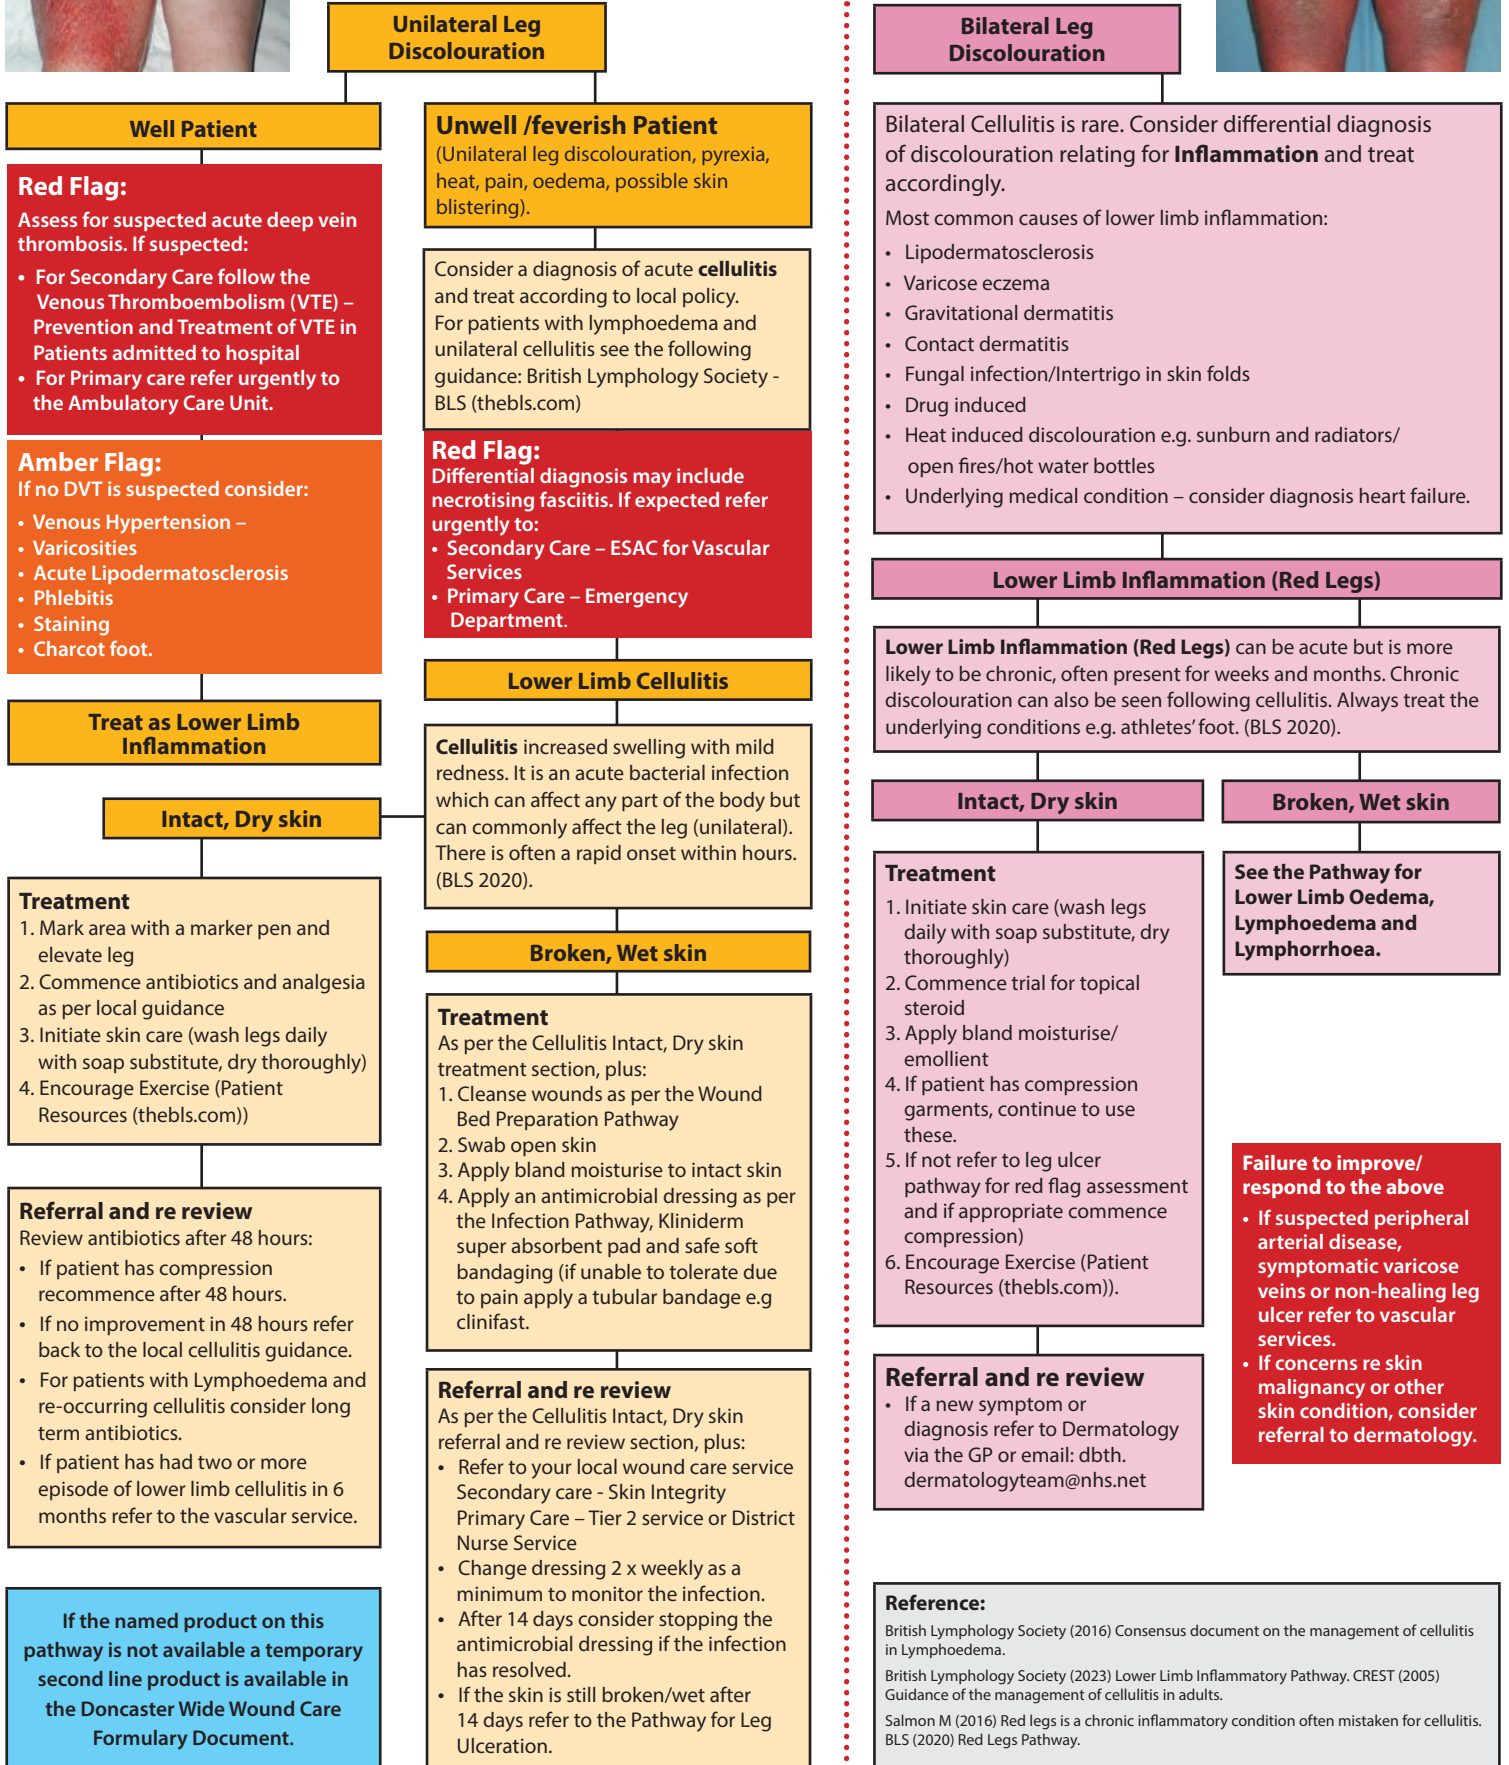 Unilateral Leg
Discolouration
Well Patient
Red Flag:
Assess for suspected acute deep vein
thrombosis. If suspected:
• For Secondary Care follow the
Venous Thromboembolism (VTE) –
Prevention and Treatment of VTE in
Patients admitted to hospital
• For Primary care refer urgently to
the Ambulatory Care Unit.
Amber Flag:
If no DVT is suspected consider:
• Venous Hypertension –
• Varicosities
• Acute Lipodermatosclerosis
• Phlebitis
• Staining
• Charcot foot.
Treat as Lower Limb
Inflammation
Unwell /feverish Patient
(Unilateral leg discolouration, pyrexia,
heat, pain, oedema, possible skin
blistering).
Consider a diagnosis of acute cellulitis
and treat according to local policy.
For patients with lymphoedema and
unilateral cellulitis see the following
guidance: British Lymphology Society -
BLS (thebls.com)
Red Flag:
Differential diagnosis may include
necrotising fasciitis. If expected refer
urgently to:
• Secondary Care – ESAC for Vascular
Services
• Primary Care – Emergency
Department.
Lower Limb Cellulitis
Cellulitis increased swelling with mild
redness. It is an acute bacterial infection
which can affect any part of the body but
can commonly affect the leg (unilateral).
There is often a rapid onset within hours.
(BLS 2020).
Intact, Dry skin
Treatment
1. Mark area with a marker pen and
elevate leg
2. Commence antibiotics and analgesia
as per local guidance
3. Initiate skin care (wash legs daily
with soap substitute, dry thoroughly)
4. Encourage Exercise (Patient
Resources (thebls.com))
Referral and re review
Review antibiotics after 48 hours:
• If patient has compression
recommence after 48 hours.
• If no improvement in 48 hours refer
back to the local cellulitis guidance.
• For patients with Lymphoedema and
re-occurring cellulitis consider long
term antibiotics.
• If patient has had two or more
episode of lower limb cellulitis in 6
months refer to the vascular service.
If the named product on this
pathway is not available a temporary
second line product is available in
the Doncaster Wide Wound Care
Formulary Document.
Broken, Wet skin
Treatment
As per the Cellulitis Intact, Dry skin
treatment section, plus:
1. Cleanse wounds as per the Wound
Bed Preparation Pathway
2. Swab open skin
3. Apply bland moisturise to intact skin
4. Apply an antimicrobial dressing as per
the Infection Pathway, Kliniderm
super absorbent pad and safe soft
bandaging (if unable to tolerate due
to pain apply a tubular bandage e.g
clinifast.
Referral and re review
As per the Cellulitis Intact, Dry skin
referral and re review section, plus:
• Refer to your local wound care service
Secondary care - Skin Integrity
Primary Care – Tier 2 service or District
Nurse Service
• Change dressing 2 x weekly as a
minimum to monitor the infection.
• After 14 days consider stopping the
antimicrobial dressing if the infection
has resolved.
• If the skin is still broken/wet after
14 days refer to the Pathway for Leg
Ulceration.
Bilateral Leg
Discolouration
Bilateral Cellulitis is rare. Consider differential diagnosis
of discolouration relating for Inflammation and treat
accordingly.
Most common causes of lower limb inflammation:
• Lipodermatosclerosis
• Varicose eczema
• Gravitational dermatitis
• Contact dermatitis
• Fungal infection/Intertrigo in skin folds
• Drug induced
• Heat induced discolouration e.g. sunburn and radiators/
open fires/hot water bottles
• Underlying medical condition – consider diagnosis heart failure.
Lower Limb Inflammation (Red Legs)
Lower Limb Inflammation (Red Legs) can be acute but is more
likely to be chronic, often present for weeks and months. Chronic
discolouration can also be seen following cellulitis. Always treat the
underlying conditions e.g. athletes’ foot. (BLS 2020).
Intact, Dry skin
Treatment
1. Initiate skin care (wash legs
daily with soap substitute, dry
thoroughly)
2. Commence trial for topical
steroid
3. Apply bland moisturise/
emollient
4. If patient has compression
garments, continue to use
these.
5. If not refer to leg ulcer
pathway for red flag assessment
and if appropriate commence
compression)
6. Encourage Exercise (Patient
Resources (thebls.com)).
Referral and re review
• If a new symptom or
diagnosis refer to Dermatology
via the GP or email: dbth.
dermatologyteam@nhs.net
Broken, Wet skin
See the Pathway for
Lower Limb Oedema,
Lymphoedema and
Lymphorrhoea.
Failure to improve/
respond to the above
• If suspected peripheral
arterial disease,
symptomatic varicose
veins or non-healing leg
ulcer refer to vascular
services.
• If concerns re skin
malignancy or other
skin condition, consider
referral to dermatology.
Reference:
British Lymphology Society (2016) Consensus document on the management of cellulitis
in Lymphoedema.
British Lymphology Society (2023) Lower Limb Inflammatory Pathway. CREST (2005)
Guidance of the management of cellulitis in adults.
Salmon M (2016) Red legs is a chronic inflammatory condition often mistaken for cellulitis.
BLS (2020) Red Legs Pathway.